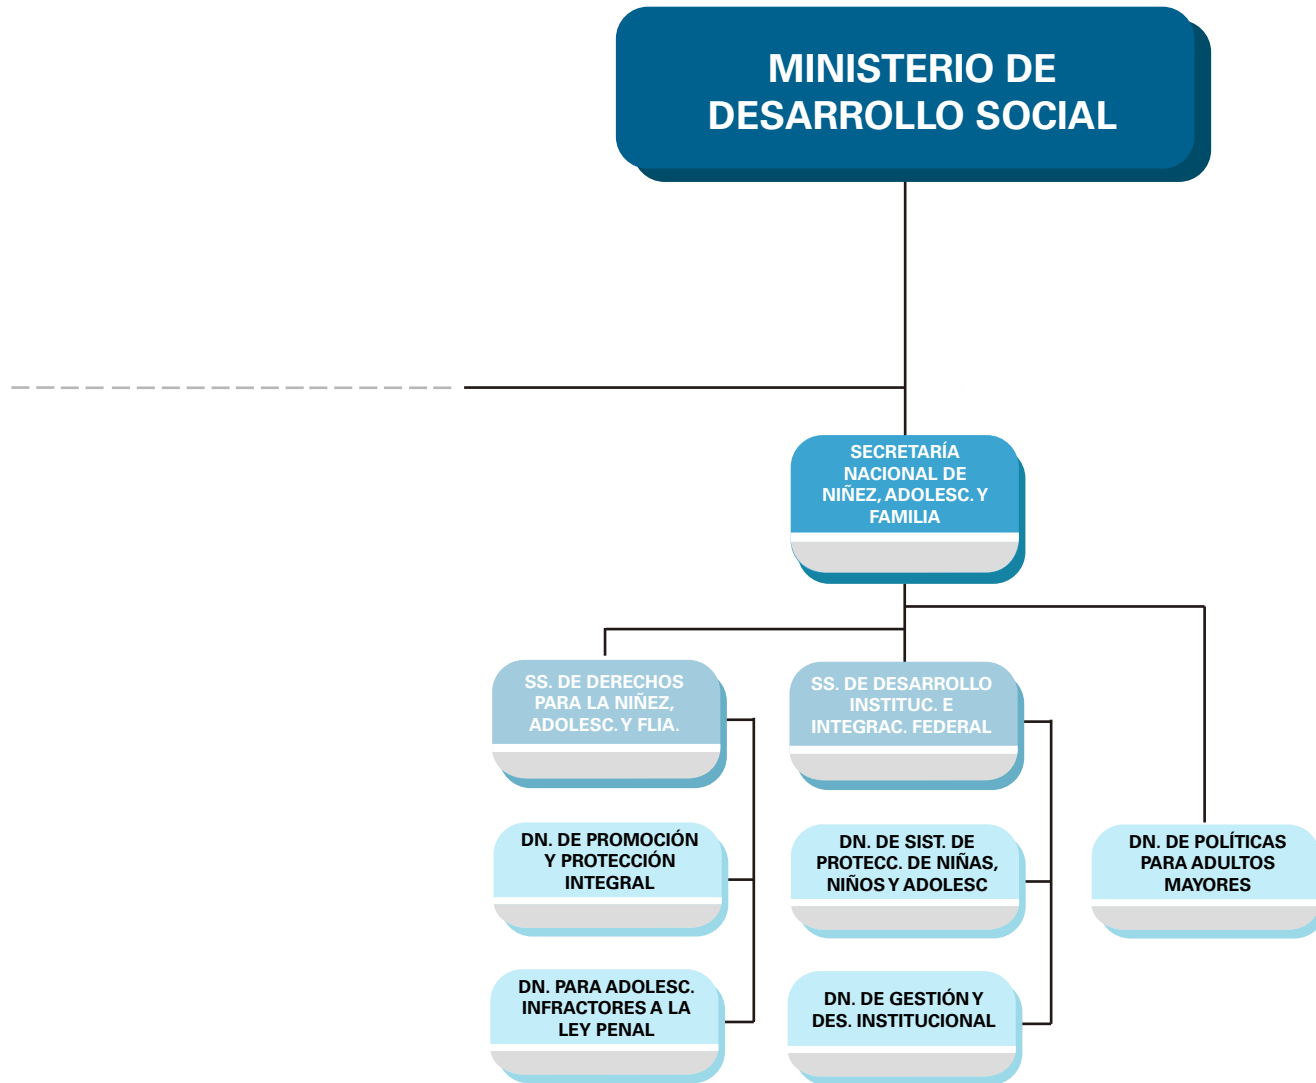 MINISTERIO DE
DESARROLLO SOCIAL
SECRETARÍA
NACIONAL DE
NIÑEZ, ADOLESC. Y
FAMILIA
SS. DE DERECHOS
PARA LA NIÑEZ,
ADOLESC. Y FLIA.
SS. DE DESARROLLO
INSTITUC. E
INTEGRAC. FEDERAL
DN. DE PROMOCIÓN
Y PROTECCIÓN
INTEGRAL
DN. DE SIST. DE
PROTECC. DE NIÑAS,
NIÑOS Y ADOLESC
DN. DE POLÍTICAS
PARA ADULTOS
MAYORES
DN. PARA ADOLESC.
INFRACTORES A LA
LEY PENAL
DN. DE GESTIÓN Y
DES. INSTITUCIONAL